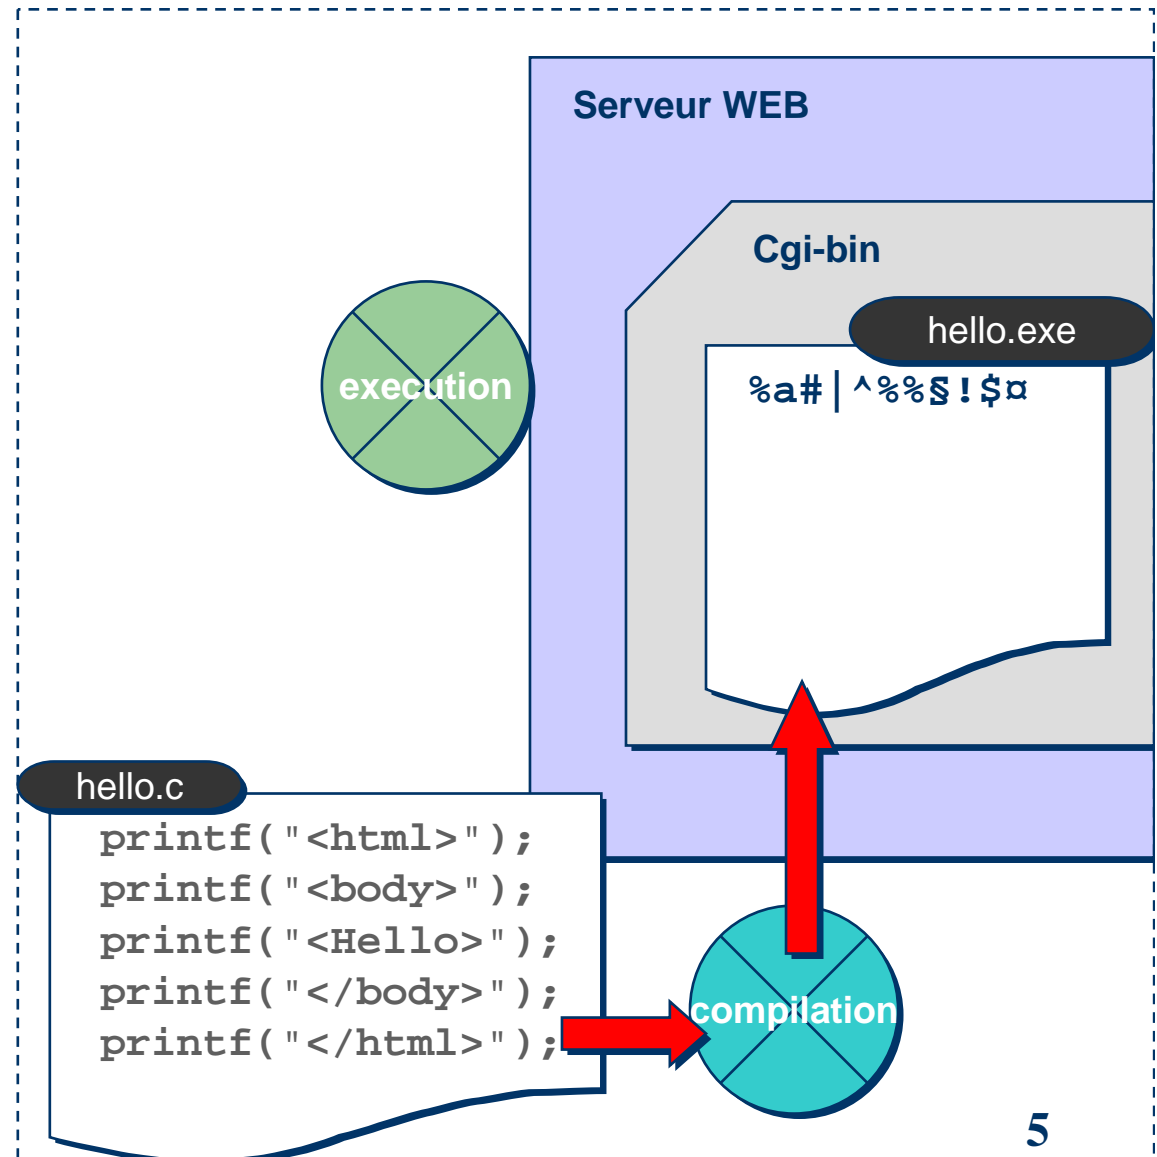 Serveur WEB
Cgi-bin
hello.exe
%a#|^%%§!$¤
execution
hello.c
printf("<html>");
printf("<body>");
printf("<Hello>");
printf("</body>");
printf("</html>");
compilation
5